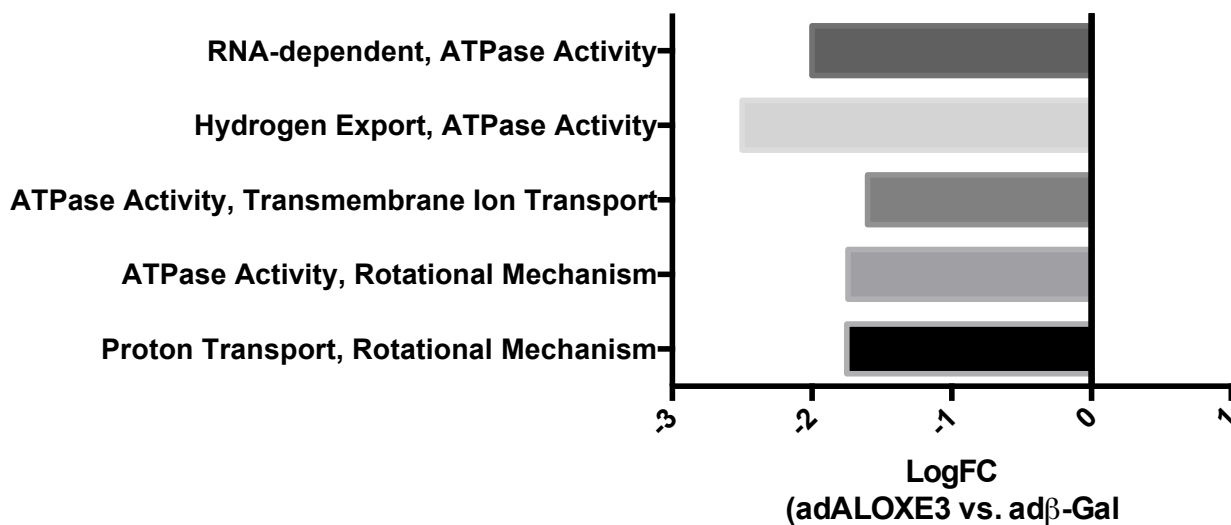 RNA-dependent, ATPase Activity
Hydrogen Export, ATPase Activity
ATPase Activity, Transmembrane Ion Transport
ATPase Activity, Rotational Mechanism
Proton Transport, Rotational Mechanism
-3
-2
-1
0
1
LogFC
(adALOXE3 vs. adβ-Gal